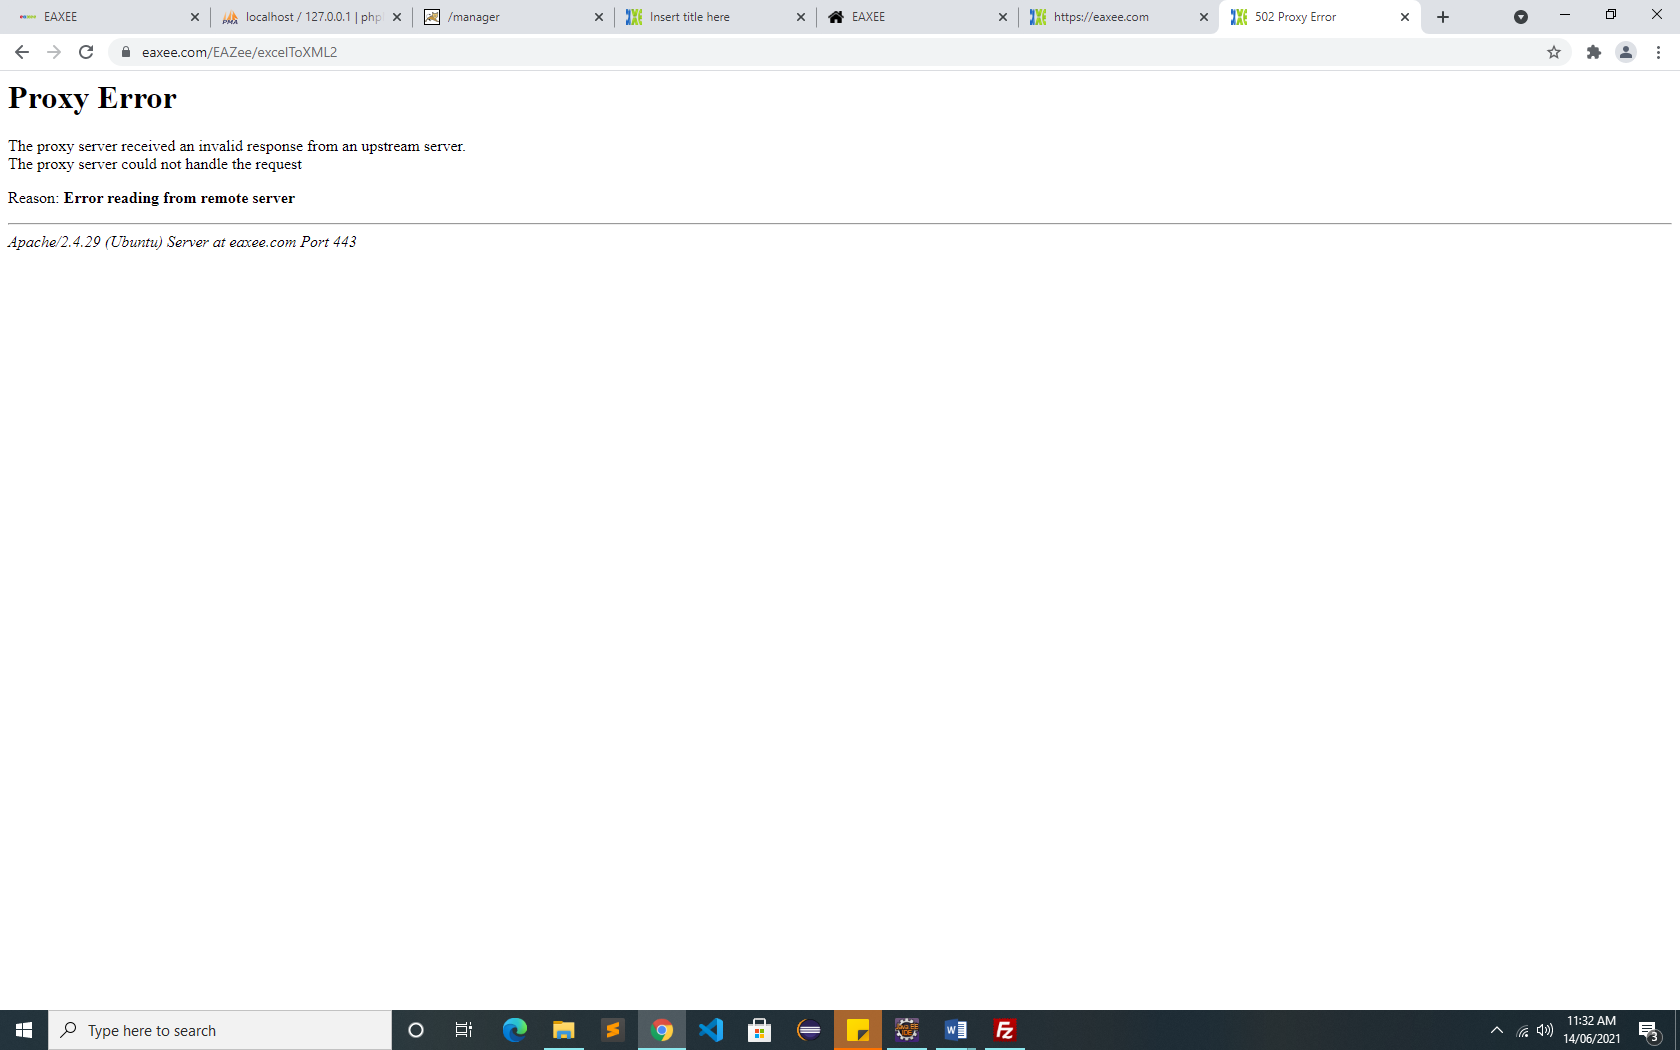 EAXEE
localhost / 127.0.0.1 | php
/manager
Insert title here
EAXEE
https://eaxee.com
502 Proxy Error
eaxee.com/EAZee/excelToXML2
Proxy Error
The proxy server received an invalid response from an upstream server.
The proxy server could not handle the request
Reason: Error reading from remote server
Apache/2.4.29 (Ubuntu) Server at eaxee.com Port 443
Type here to search
11:32 AM
14/06/2021
3